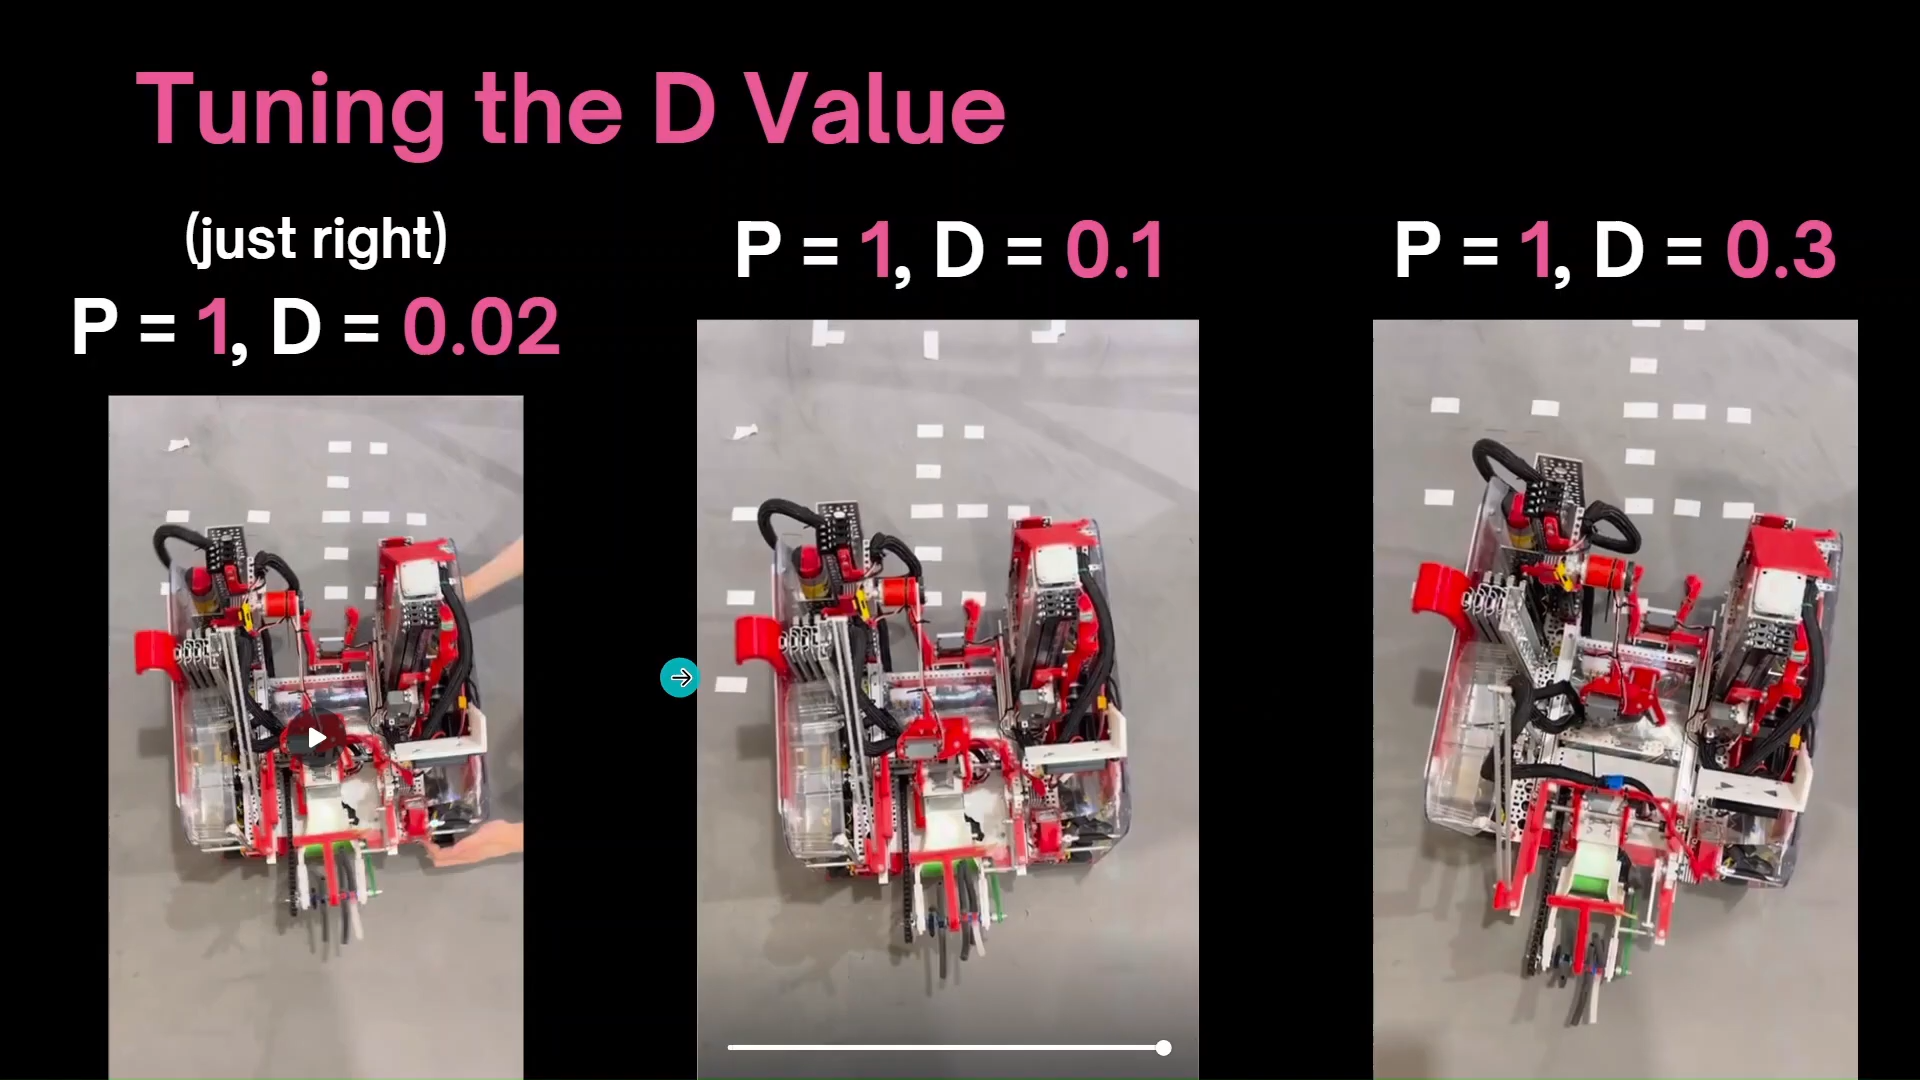 Tuning the D Value
(just right)
P = 1, D = 0.02
P = 1, D = 0.1
P = 1, D = 0.3